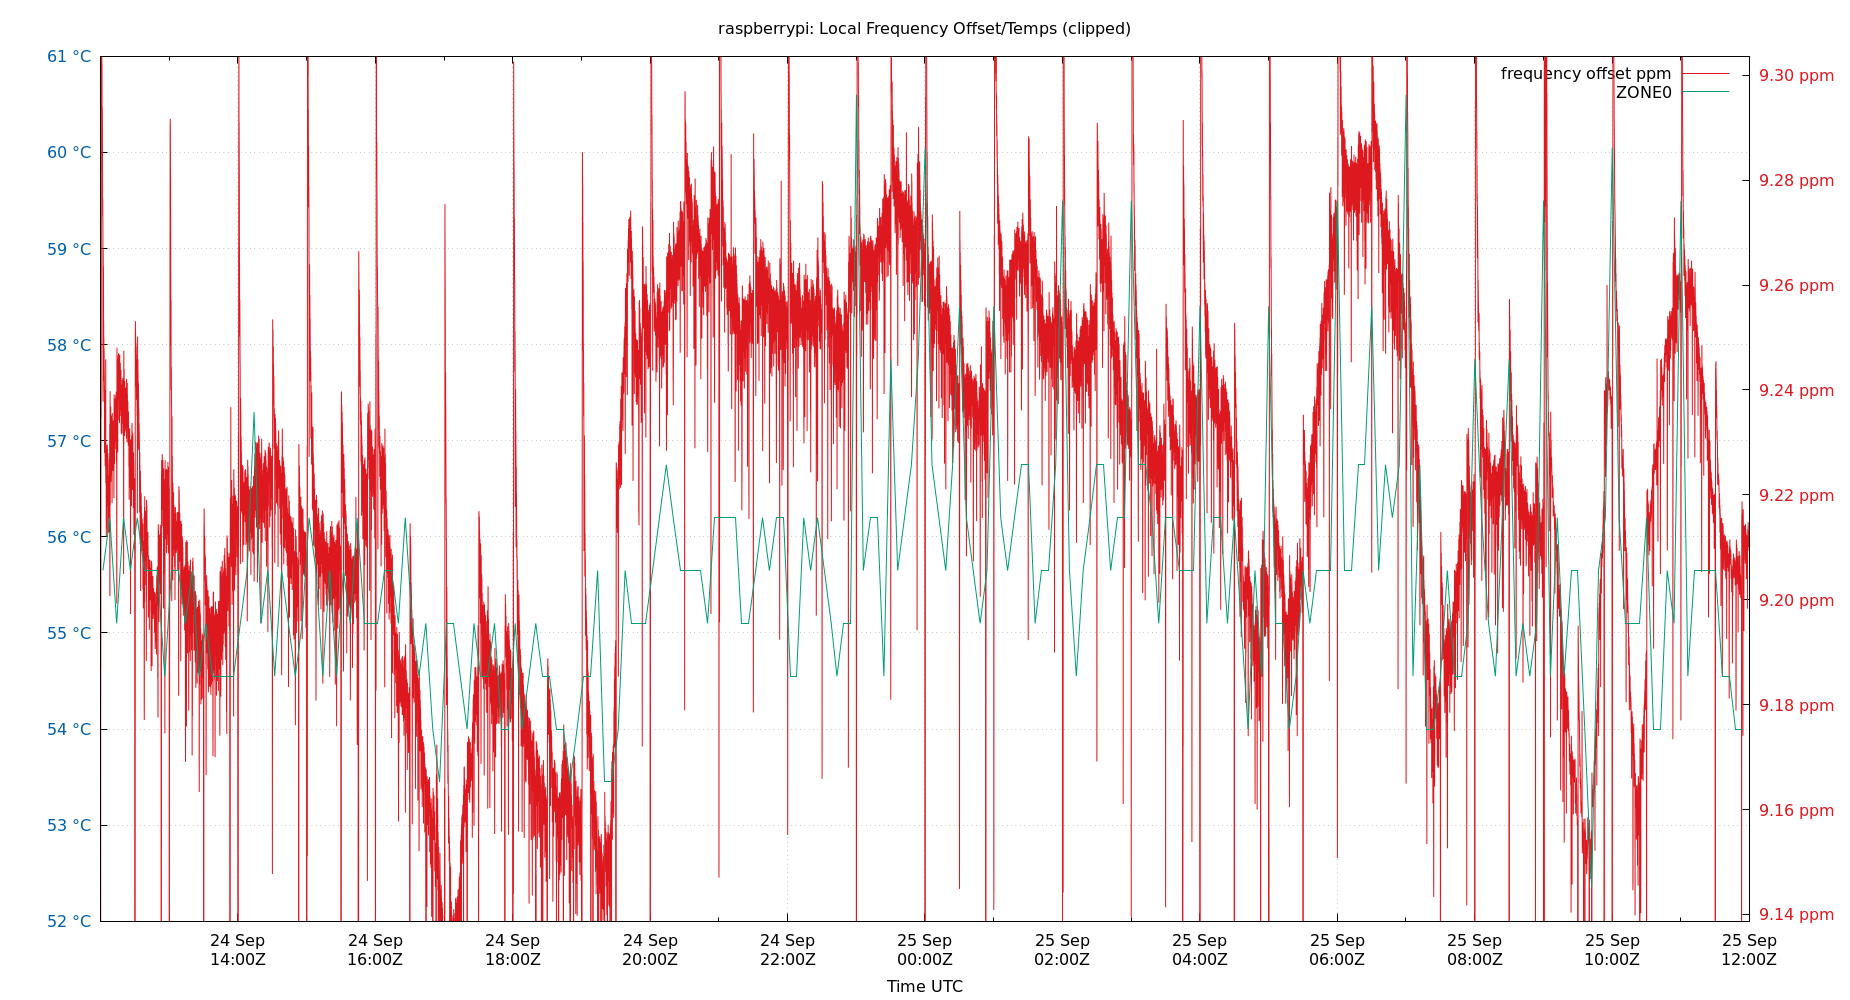 raspberrypi: Local Frequency Offset/Temps (clipped)
61 °C
60 °C
59 °C
58 °C
57 °C
56 °C
55 °C
54 °C
53 °C
52 °C
frequency offset ppm
ZONE0
9.30 ppm
9.28 ppm
9.26 ppm
9.24 ppm
9.22 ppm
9.20 ppm
9.18 ppm
9.16 ppm
9.14 ppm
24 Sep 24 Sep 24 Sep 24 Sep 24 Sep 25 Sep 25 Sep 25 Sep 25 Sep 25 Sep 25 Sep 25 Sep
14:00Z 16:00Z 18:00Z 20:00Z 22:00Z 00:00Z 02:00Z 04:00Z 06:00Z 08:00Z 10:00Z 12:00Z
Time UTC